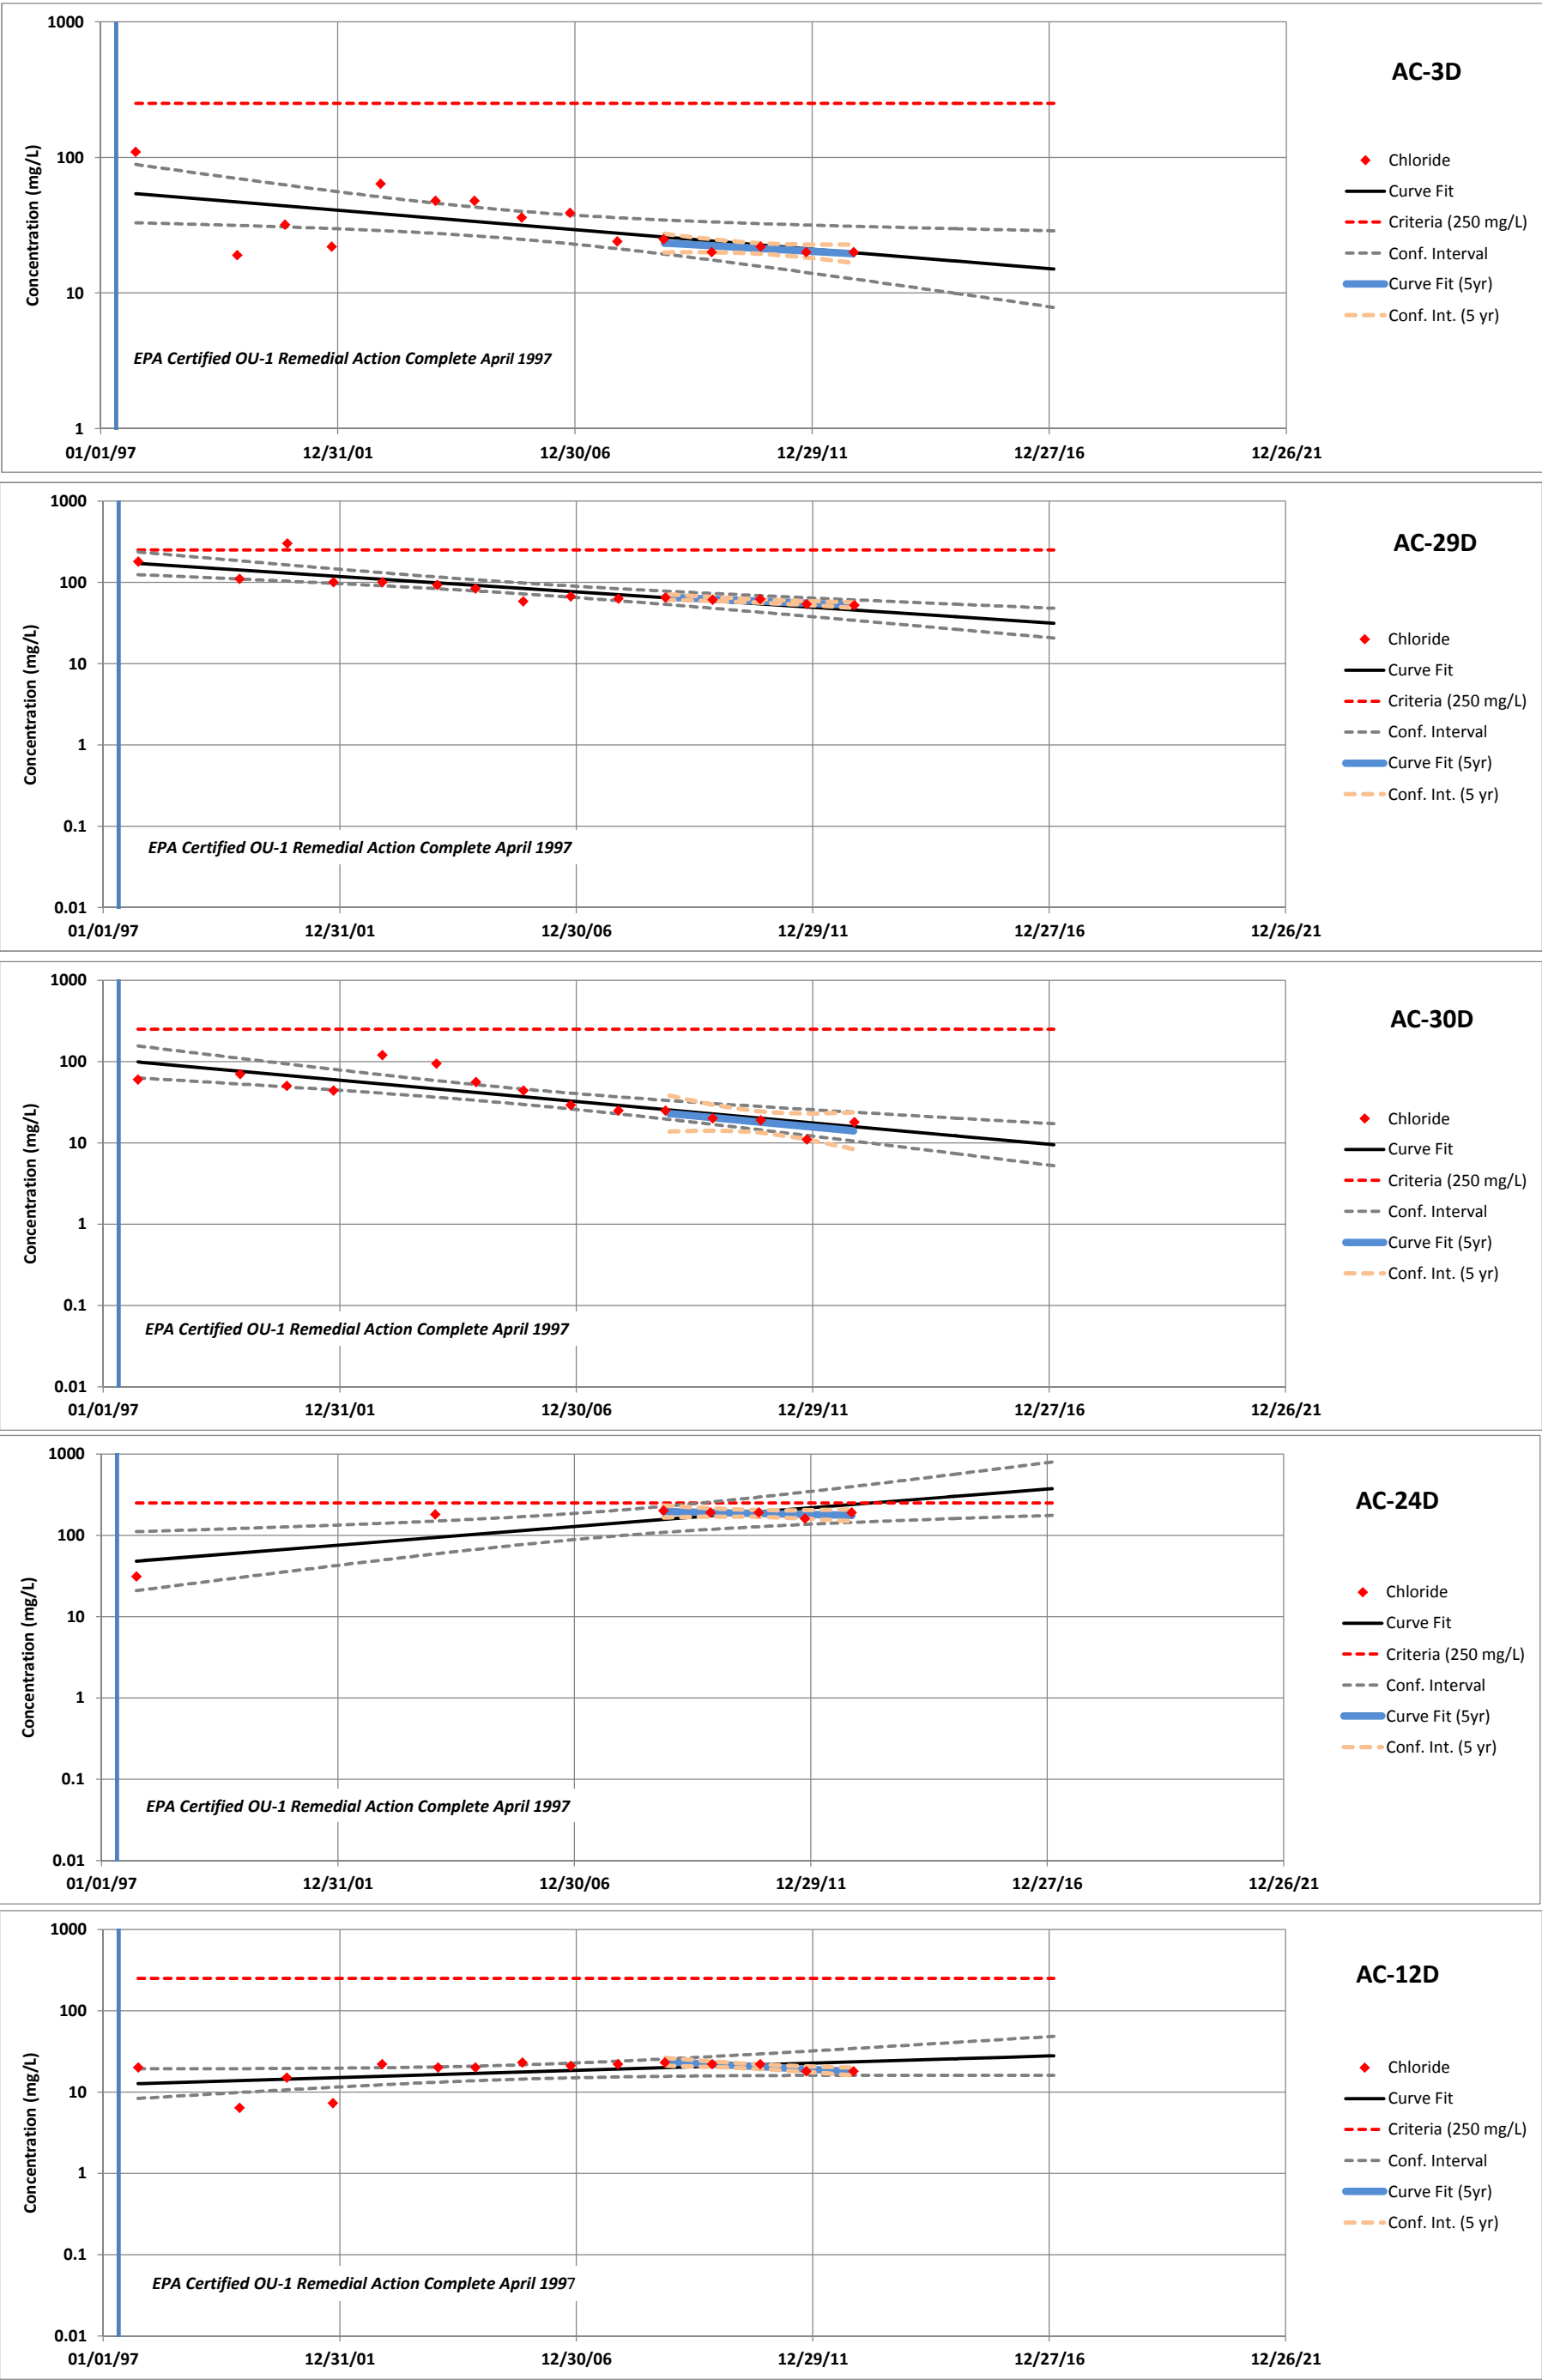 AC-3D
Concentration (mg/L)
1000
100
10
1
01/01/97 12/31/01 12/30/06 12/29/11 12/27/16 12/26/21
EPA Certified OU-1 Remedial Action Complete April 1997
Chloride
Curve Fit
Criteria (250 mg/L)
Conf. Interval
Curve Fit (5yr)
Conf. Int. (5 yr)
AC-29D
Concentration (mg/L)
1000
100
10
1
0.1
0.01
01/01/97 12/31/01 12/30/06 12/29/11 12/27/16 12/26/21
EPA Certified OU-1 Remedial Action Complete April 1997
Chloride
Curve Fit
Criteria (250 mg/L)
Conf. Interval
Curve Fit (5yr)
Conf. Int. (5 yr)
AC-30D
Concentration (mg/L)
1000
100
10
1
0.1
0.01
01/01/97 12/31/01 12/30/06 12/29/11 12/27/16 12/26/21
EPA Certified OU-1 Remedial Action Complete April 1997
Chloride
Curve Fit
Criteria (250 mg/L)
Conf. Interval
Curve Fit (5yr)
Conf. Int. (5 yr)
AC-24D
Concentration (mg/L)
1000
100
10
1
0.1
0.01
01/01/97 12/31/01 12/30/06 12/29/11 12/27/16 12/26/21
EPA Certified OU-1 Remedial Action Complete April 1997
Chloride
Curve Fit
Criteria (250 mg/L)
Conf. Interval
Curve Fit (5yr)
Conf. Int. (5 yr)
AC-12D
Concentration (mg/L)
1000
100
10
1
0.1
0.01
01/01/97 12/31/01 12/30/06 12/29/11 12/27/16 12/26/21
EPA Certified OU-1 Remedial Action Complete April 1997
Chloride
Curve Fit
Criteria (250 mg/L)
Conf. Interval
Curve Fit (5yr)
Conf. Int. (5 yr)